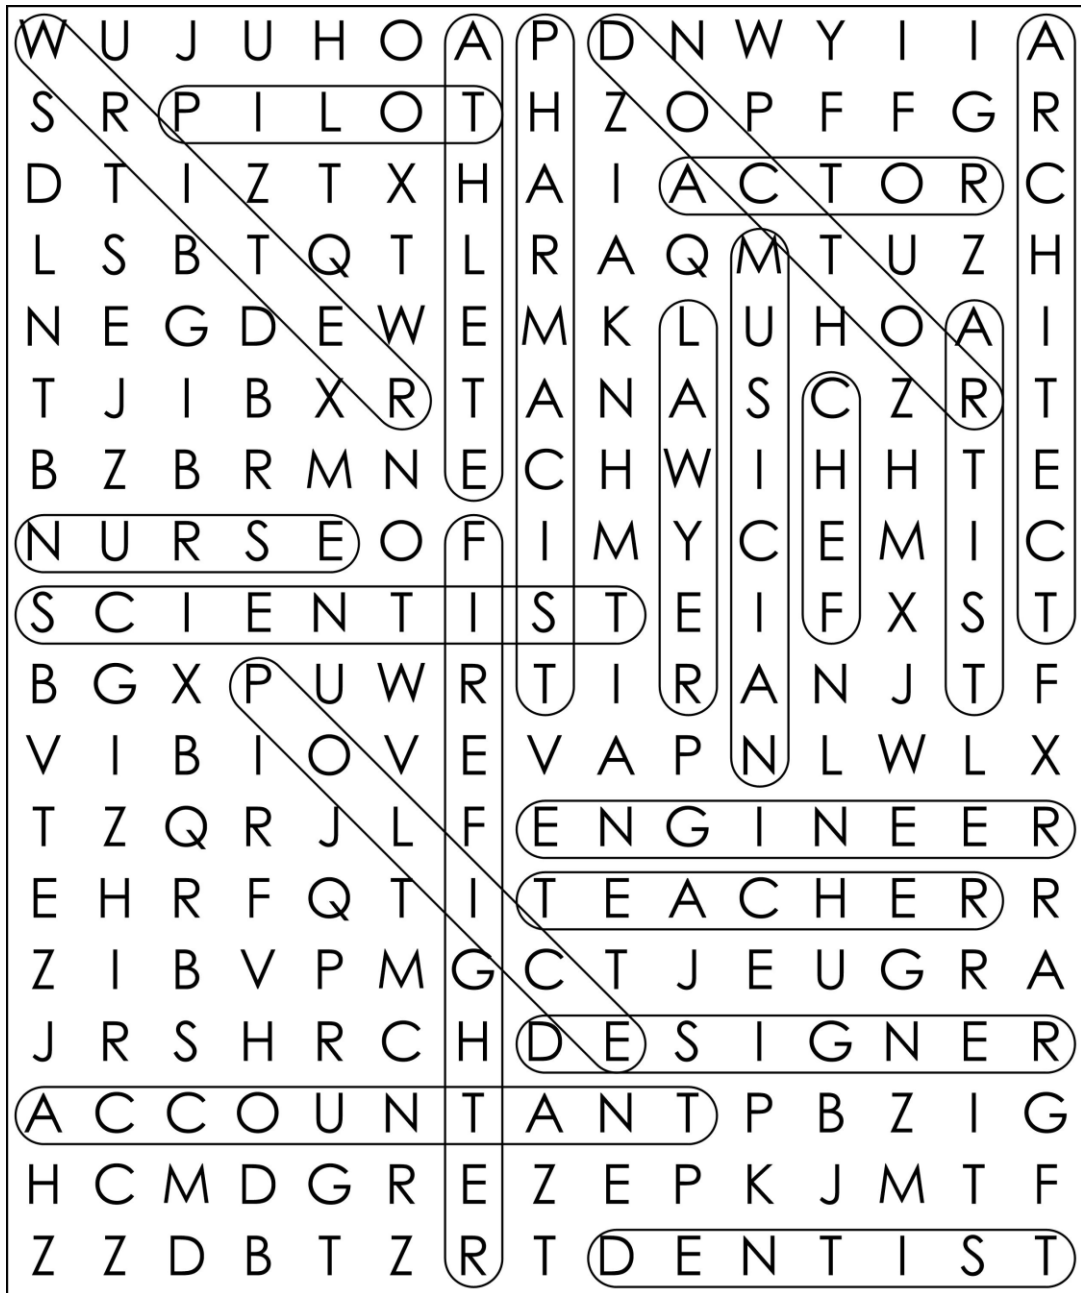 W U J U H O A P D N W Y I I A
S R P I L O T H Z O P F F G R
D T I Z T X H A I A C T O R C
L S B T Q T L R A Q M T U Z H
N E G D E W E M K L U H O A I
T J I B X R T A N A S C Z R T
B Z B R M N E C H W I H H T E
N U R S E O F I M Y C E M I C
S C I E N T I S T E I F X S T
B G X P U W R T I R A N J T F
V I B I O V E V A P N L W L X
T Z Q R J L F E N G I N E E R
E H R F Q T I T E A C H E R R
Z I B V P M G C T J E U G R A
J R S H R C H D E S I G N E R
A C C O U N T A N T P B Z I G
H C M D G R E Z E P K J M T F
Z Z D B T Z R T D E N T I S T